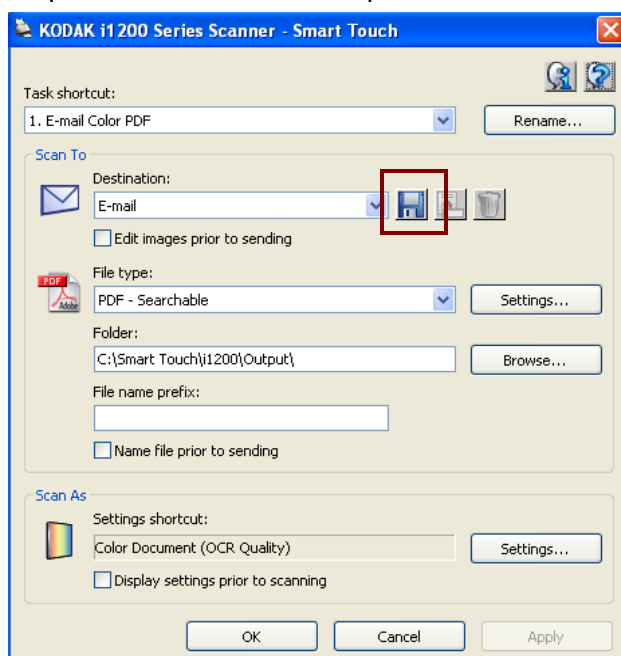 KODAK i1200 Series Scanner - Smart Touch
Task shortcut:
1. E-mail Color PDF
Rename...
Scan To
Destination:
E-mail
Edit images prior to sending
File type:
PDF
Adobe
PDF - Searchable
Settings...
Folder:
C:\Smart Touch\i1200\Output\
Browse...
File name prefix:
Name file prior to sending
Scan As
Settings shortcut:
Color Document (OCR Quality)
Settings...
Display settings prior to scanning
OK
Cancel
Apply